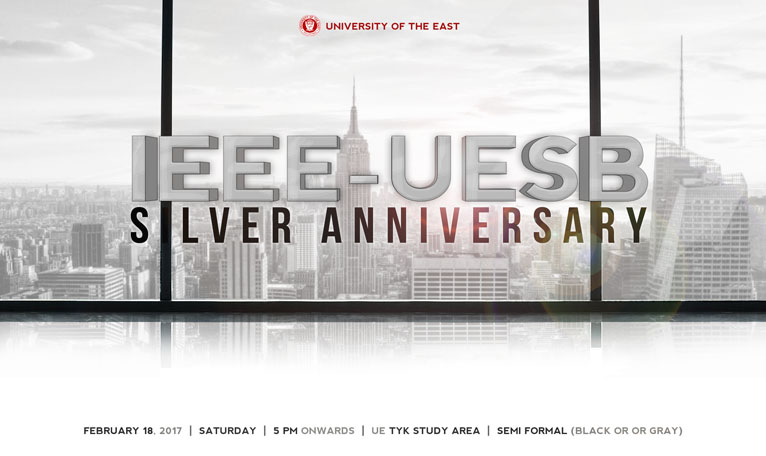 UNIVERSITY OF THE EAST
IEEE-UESB
SILVER ANNIVERSARY
FEBRUARY 18, 2017 | SATURDAY | 5 PM ONWARDS | UE TYK STUDY AREA | SEMI FORMAL (BLACK OR OR GRAY)